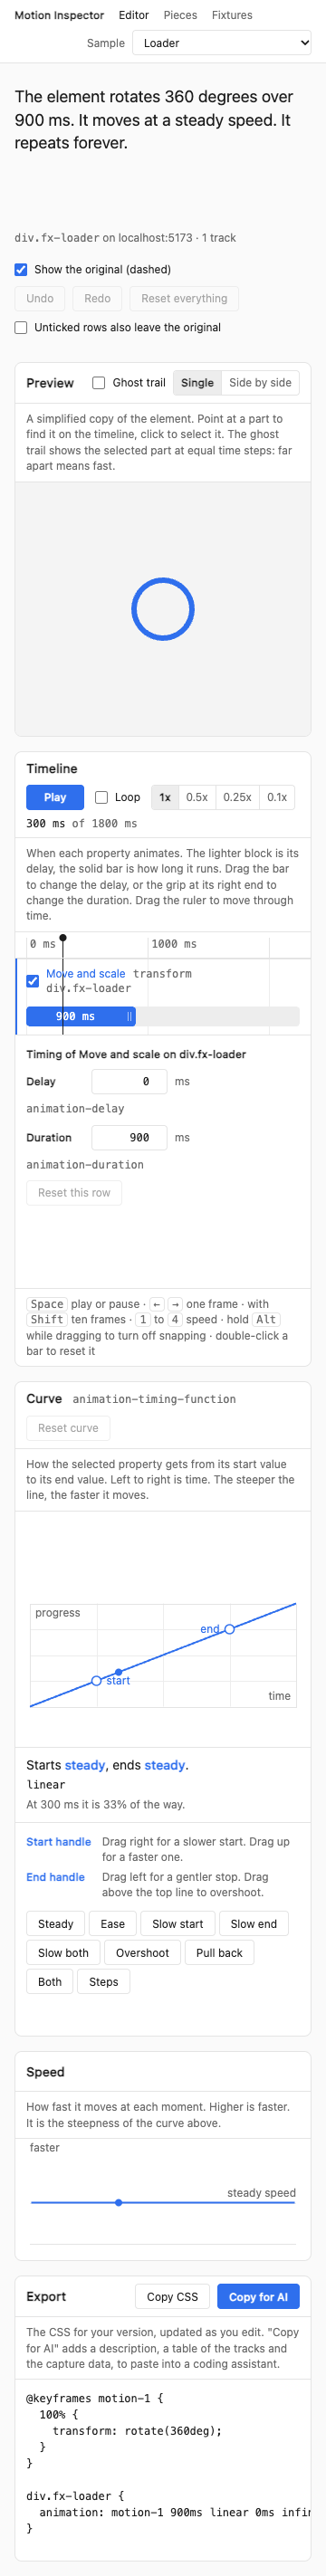 Motion Inspector Editor Pieces Fixtures
Sample Loader
The element rotates 360 degrees over
900 ms. It moves at a steady speed. It
repeats forever.
div.fx-loader on localhost:5173 · 1 track
Show the original (dashed)
Undo Redo Reset everything
Unticked rows also leave the original
Preview Ghost trail Single Side by side
A simplified copy of the element. Point at a part to
find it on the timeline, click to select it. The ghost
trail shows the selected part at equal time steps: far
apart means fast.
Timeline
Play Loop 1x 0.5x 0.25x 0.1x
300 ms of 1800 ms
When each property animates. The lighter block is its
delay, the solid bar is how long it runs. Drag the bar
to change the delay, or the grip at its right end to
change the duration. Drag the ruler to move through
time.
0 ms 1000 ms
Move and scale transform
div.fx-loader
900 ms
Timing of Move and scale on div.fx-loader
Delay 0 ms
animation-delay
Duration 900 ms
animation-duration
Reset this row
Space play or pause · ← → one frame · with
Shift ten frames · 1 to 4 speed · hold Alt
while dragging to turn off snapping · double-click a
bar to reset it
Curve animation-timing-function
Reset curve
How the selected property gets from its start value
to its end value. Left to right is time. The steeper the
line, the faster it moves.
progress
end
start
time
Starts steady, ends steady.
linear
At 300 ms it is 33% of the way.
Start handle Drag right for a slower start. Drag up
for a faster one.
End handle Drag left for a gentler stop. Drag
above the top line to overshoot.
Steady Ease Slow start Slow end
Slow both Overshoot Pull back
Both Steps
Speed
How fast it moves at each moment. Higher is faster.
It is the steepness of the curve above.
faster
steady speed
Export Copy CSS Copy for AI
The CSS for your version, updated as you edit. "Copy
for AI" adds a description, a table of the tracks and
the capture data, to paste into a coding assistant.
@keyframes motion-1 {
100% {
transform: rotate(360deg);
}
}
div.fx-loader {
animation: motion-1 900ms linear 0ms infin
}